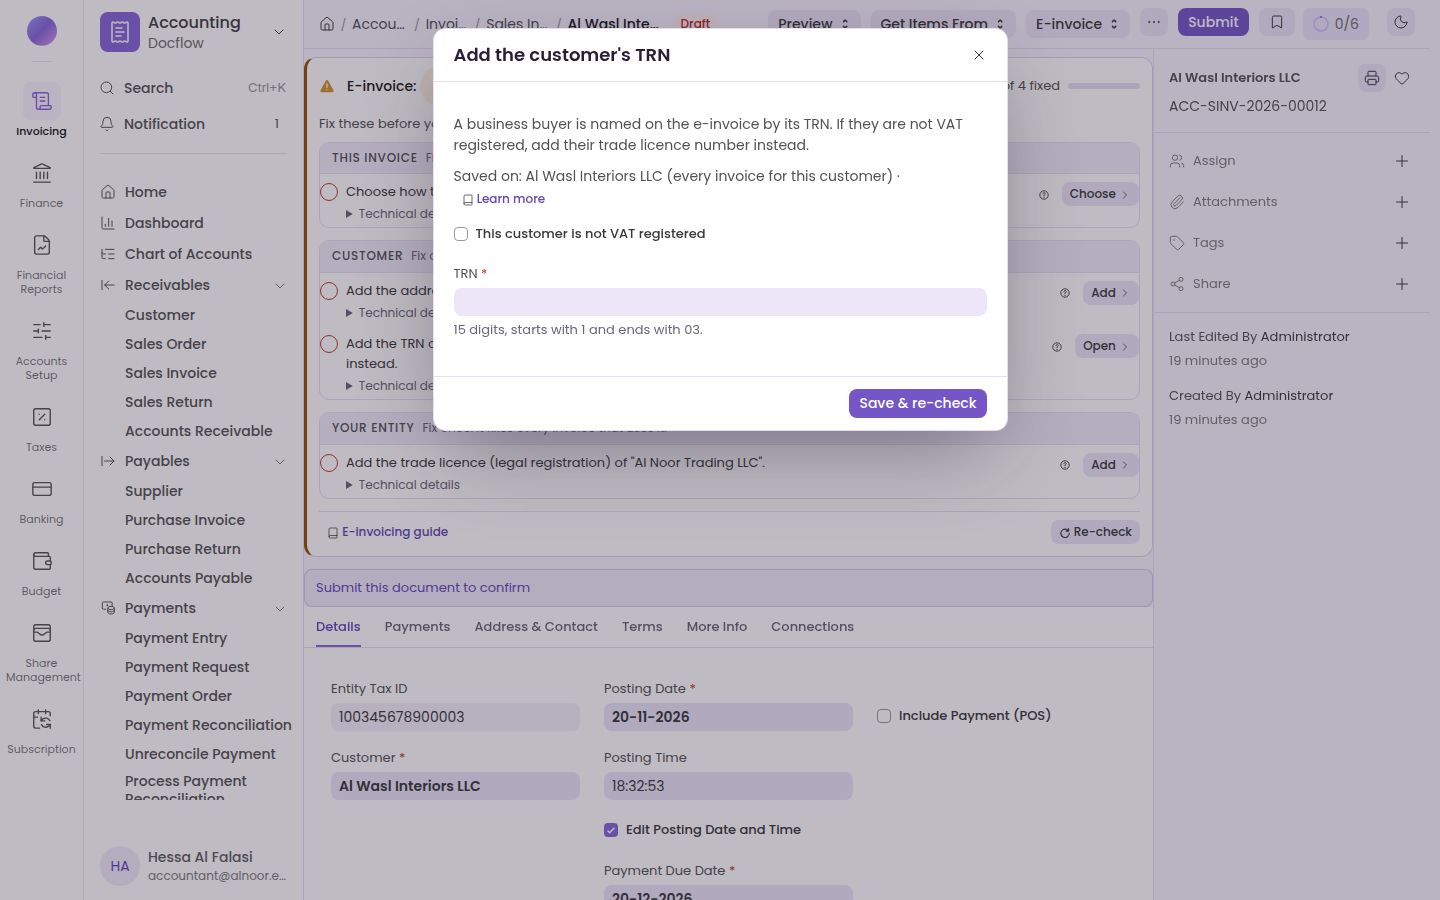 Accounting
Docflow
Search
Ctrl+K
Notification
1
Invoicing
Finance
Financial
Reports
Accounts
Setup
Taxes
Banking
Budget
Share
Management
Subscription
Home
Dashboard
Chart of Accounts
Receivables
Customer
Sales Order
Sales Invoice
Sales Return
Accounts Receivable
Payables
Supplier
Purchase Invoice
Purchase Return
Accounts Payable
Payments
Payment Entry
Payment Request
Payment Order
Payment Reconciliation
Unreconcile Payment
Process Payment
Reconciliation
HA
Hessa Al Falasi
accountant@alnoor.e...
/ Accou... / Invoi... / Sales In... / Al Wasl Inte...
Draft
Preview
Get Items From
E-invoice
Submit
0/6
E-invoice:
of 4 fixed
Fix these before
THIS INVOICE
Choose how
Technical
Choose
CUSTOMER Fix
Add the
Technical
Add
Add the TRN
instead.
Technical
Open
YOUR ENTITY Fix
Add the trade licence (legal registration) of "Al Noor Trading LLC".
Technical details
Add
E-invoicing guide
Re-check
Add the customer's TRN
A business buyer is named on the e-invoice by its TRN. If they are not VAT
registered, add their trade licence number instead.
Saved on: Al Wasl Interiors LLC (every invoice for this customer) ·
Learn more
This customer is not VAT registered
TRN *
15 digits, starts with 1 and ends with 03.
Save & re-check
Submit this document to confirm
Details
Payments
Address & Contact
Terms
More Info
Connections
Entity Tax ID
100345678900003
Customer *
Al Wasl Interiors LLC
Posting Date *
20-11-2026
Posting Time
18:32:53
Edit Posting Date and Time
Payment Due Date *
20-12-2026
Include Payment (POS)
Al Wasl Interiors LLC
ACC-SINV-2026-00012
Assign
Attachments
Tags
Share
Last Edited By Administrator
19 minutes ago
Created By Administrator
19 minutes ago